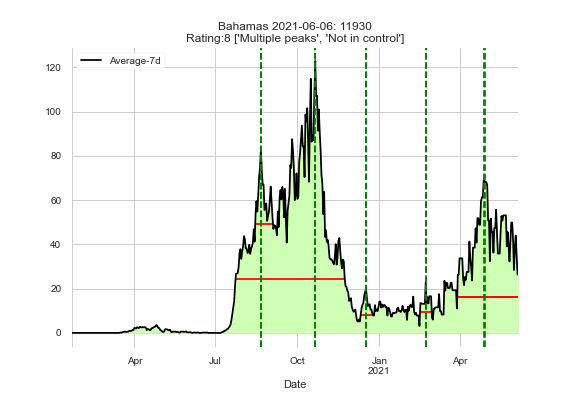 Bahamas 2021-06-06: 11930
Rating:8 ['Multiple peaks', 'Not in control']
Average-7d
120
100
80
60
40
20
0
Apr
Jul
Oct
Jan
2021
Apr
Date